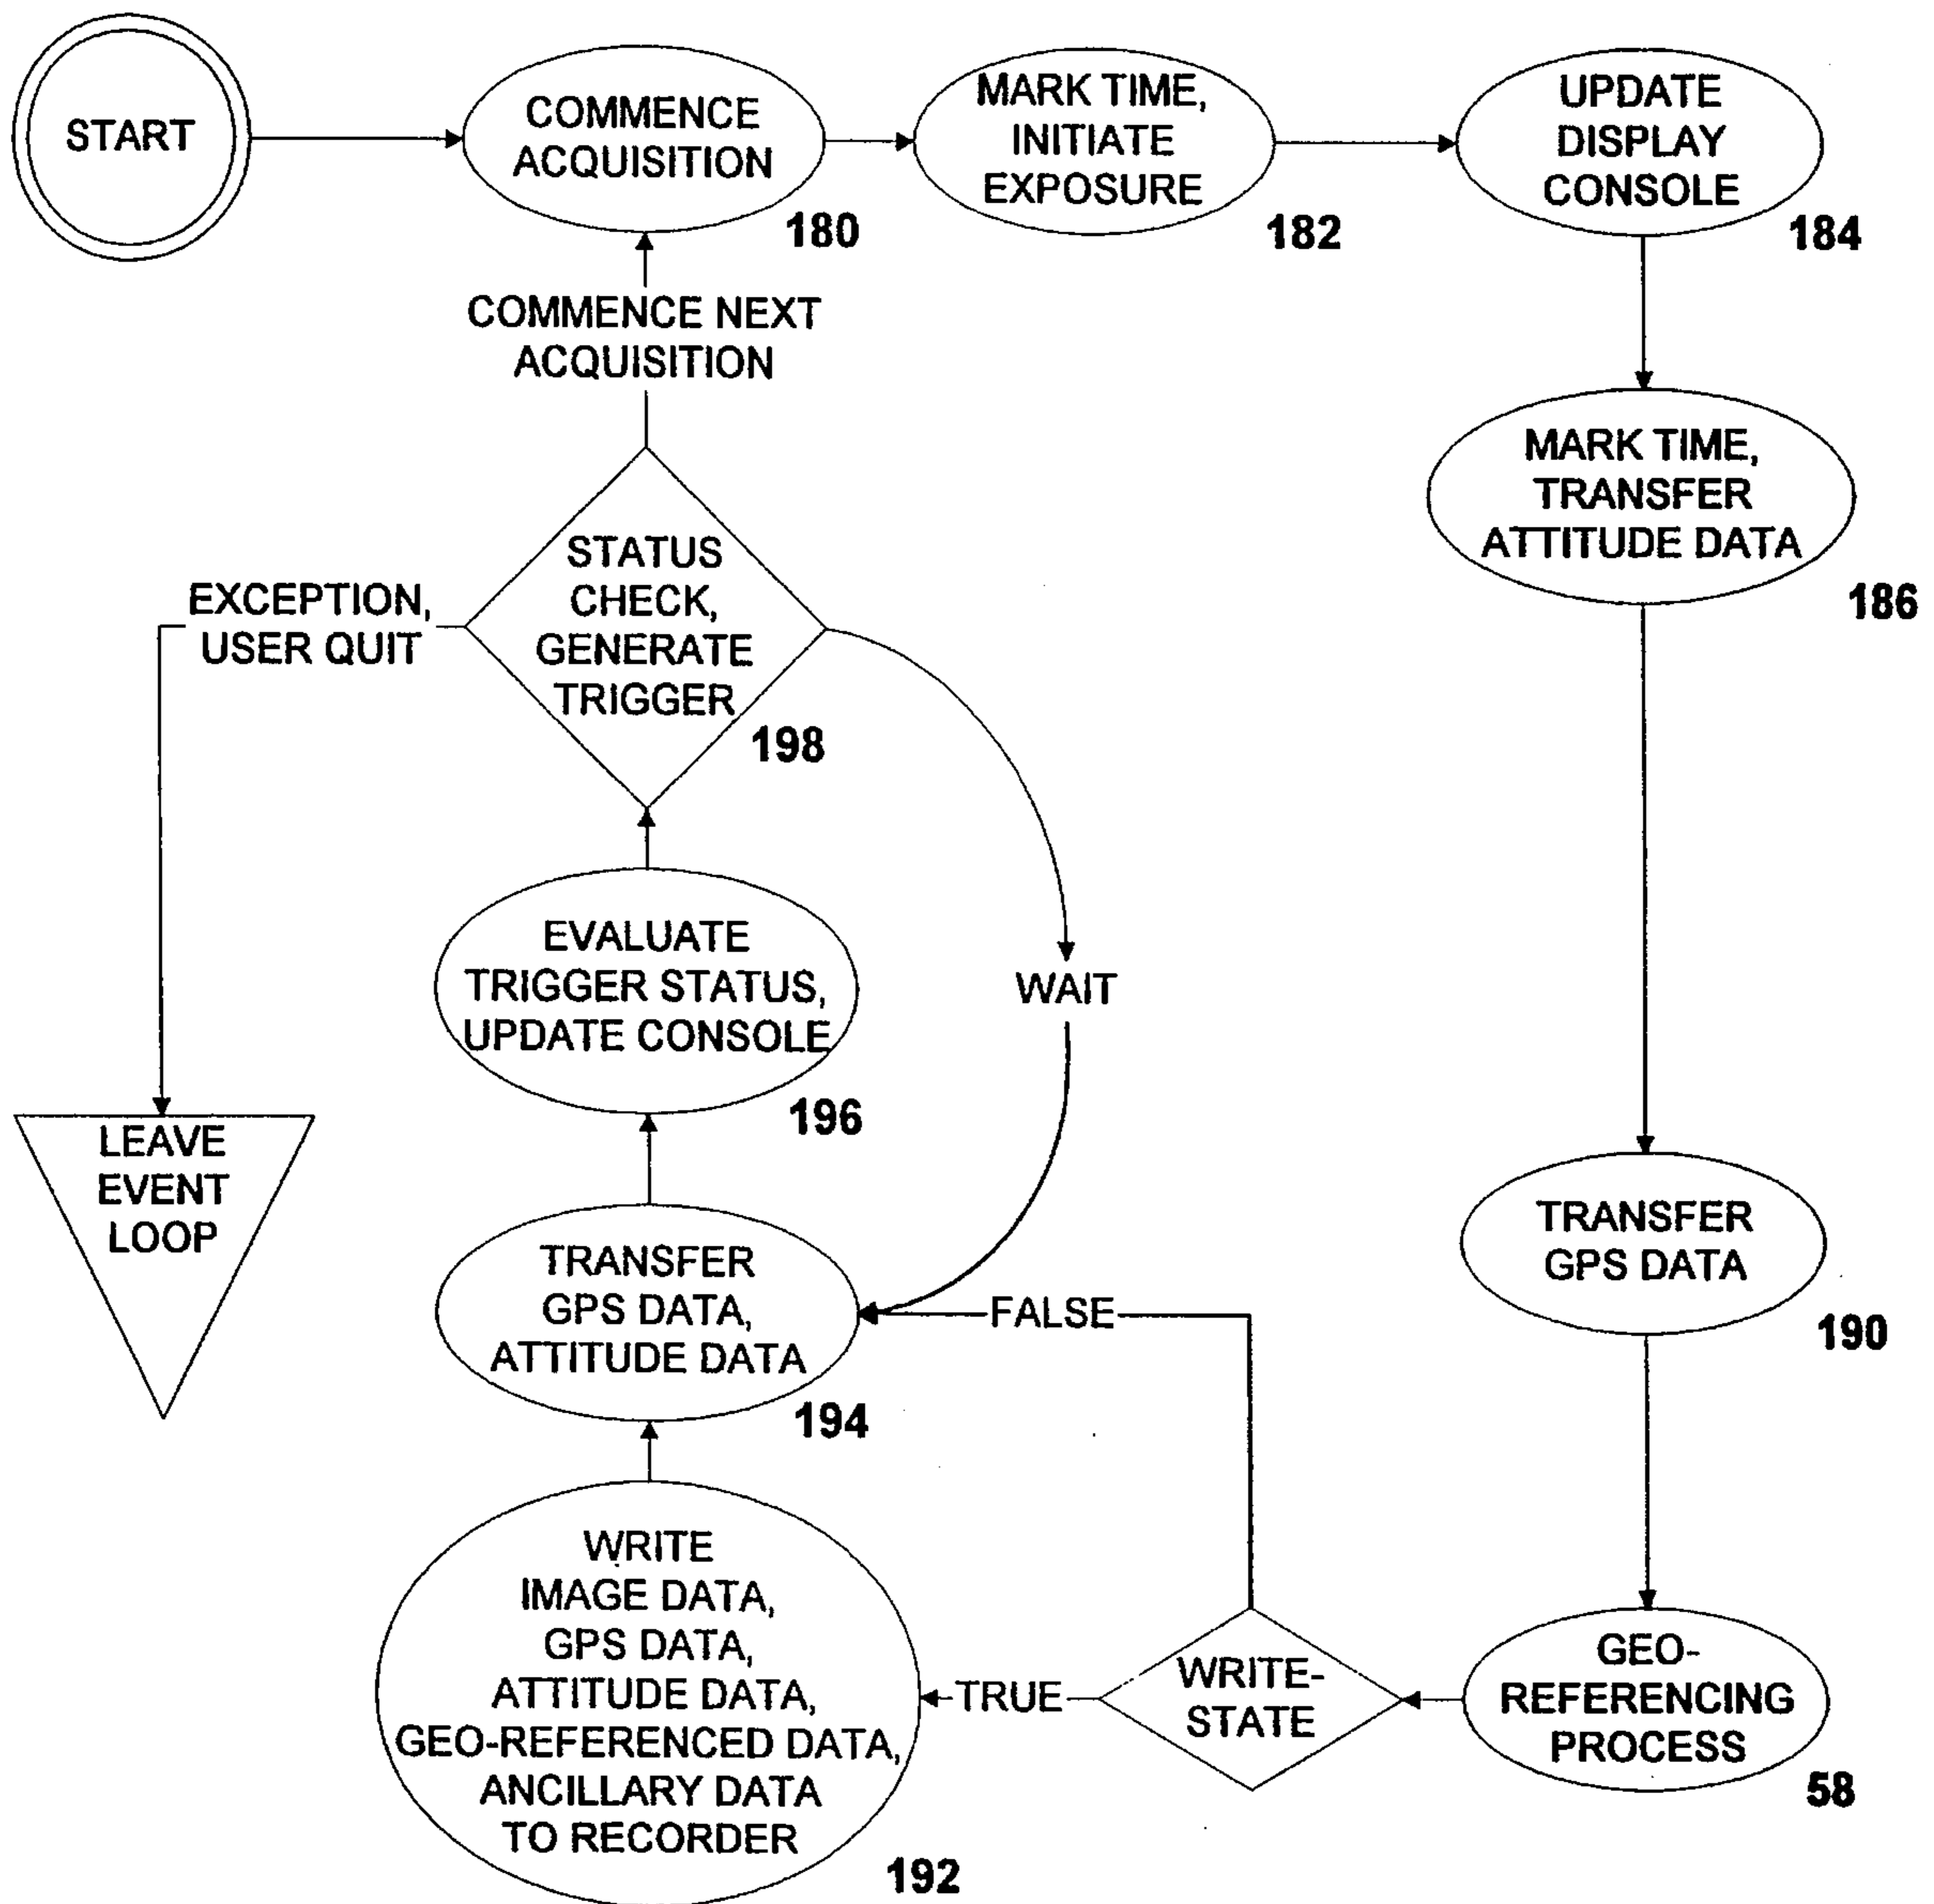 START
COMMENCE
ACQUISITION
180
MARK TIME,
INITIATE
EXPOSURE
182
UPDATE
DISPLAY
CONSOLE
184
COMMENCE NEXT
ACQUISITION
MARK TIME,
TRANSFER
ATTITUDE DATA
186
STATUS
CHECK,
GENERATE
TRIGGER
198
EXCEPTION,
USER QUIT
EVALUATE
TRIGGER STATUS,
UPDATE CONSOLE
196
WAIT
LEAVE
EVENT
LOOP
TRANSFER
GPS DATA
190
TRANSFER
GPS DATA,
ATTITUDE DATA
194
FALSE
WRITE
IMAGE DATA,
GPS DATA,
ATTITUDE DATA,
GEO-REFERENCED DATA,
ANCILLARY DATA
TO RECORDER
192
TRUE
WRITE-
STATE
GEO-
REFERENCING
PROCESS
58